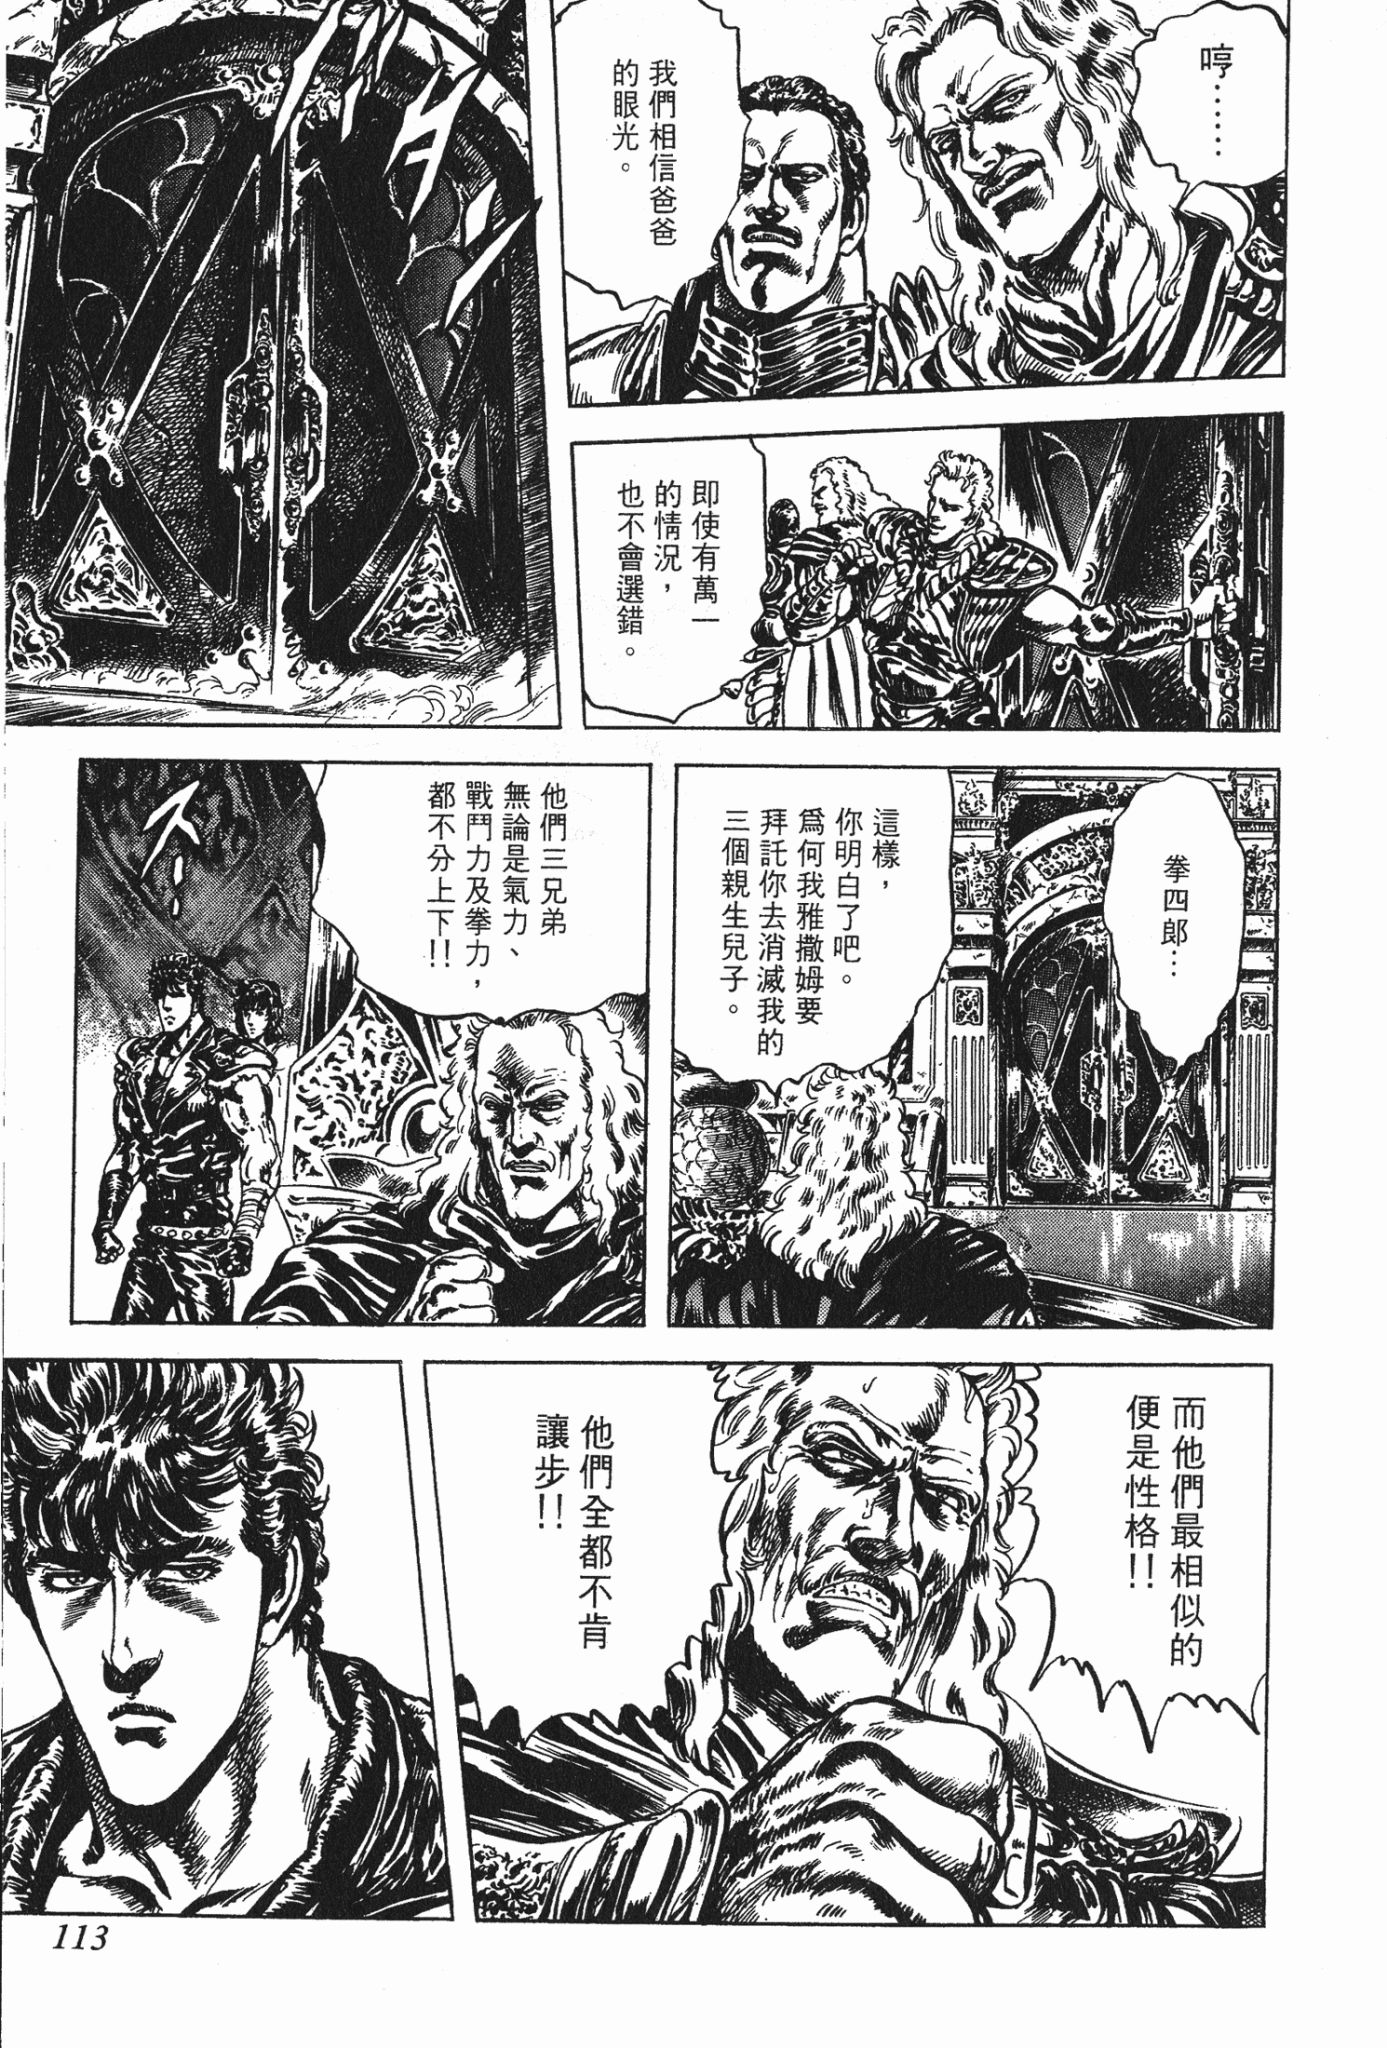 哼……
我們相信爸爸
的眼光。
即使有萬一
的情況，
也不會選錯。
拳四郎…
這樣，
你明白了吧。
爲何我雅撒姆要
拜託你去消滅我的
三個親生兒子。
他們三兄弟
無論是氣力、
戰鬥力及拳力，
都不分上下!!
而他們最相似的
便是性格!!
他們全都不肯
讓步!!
113